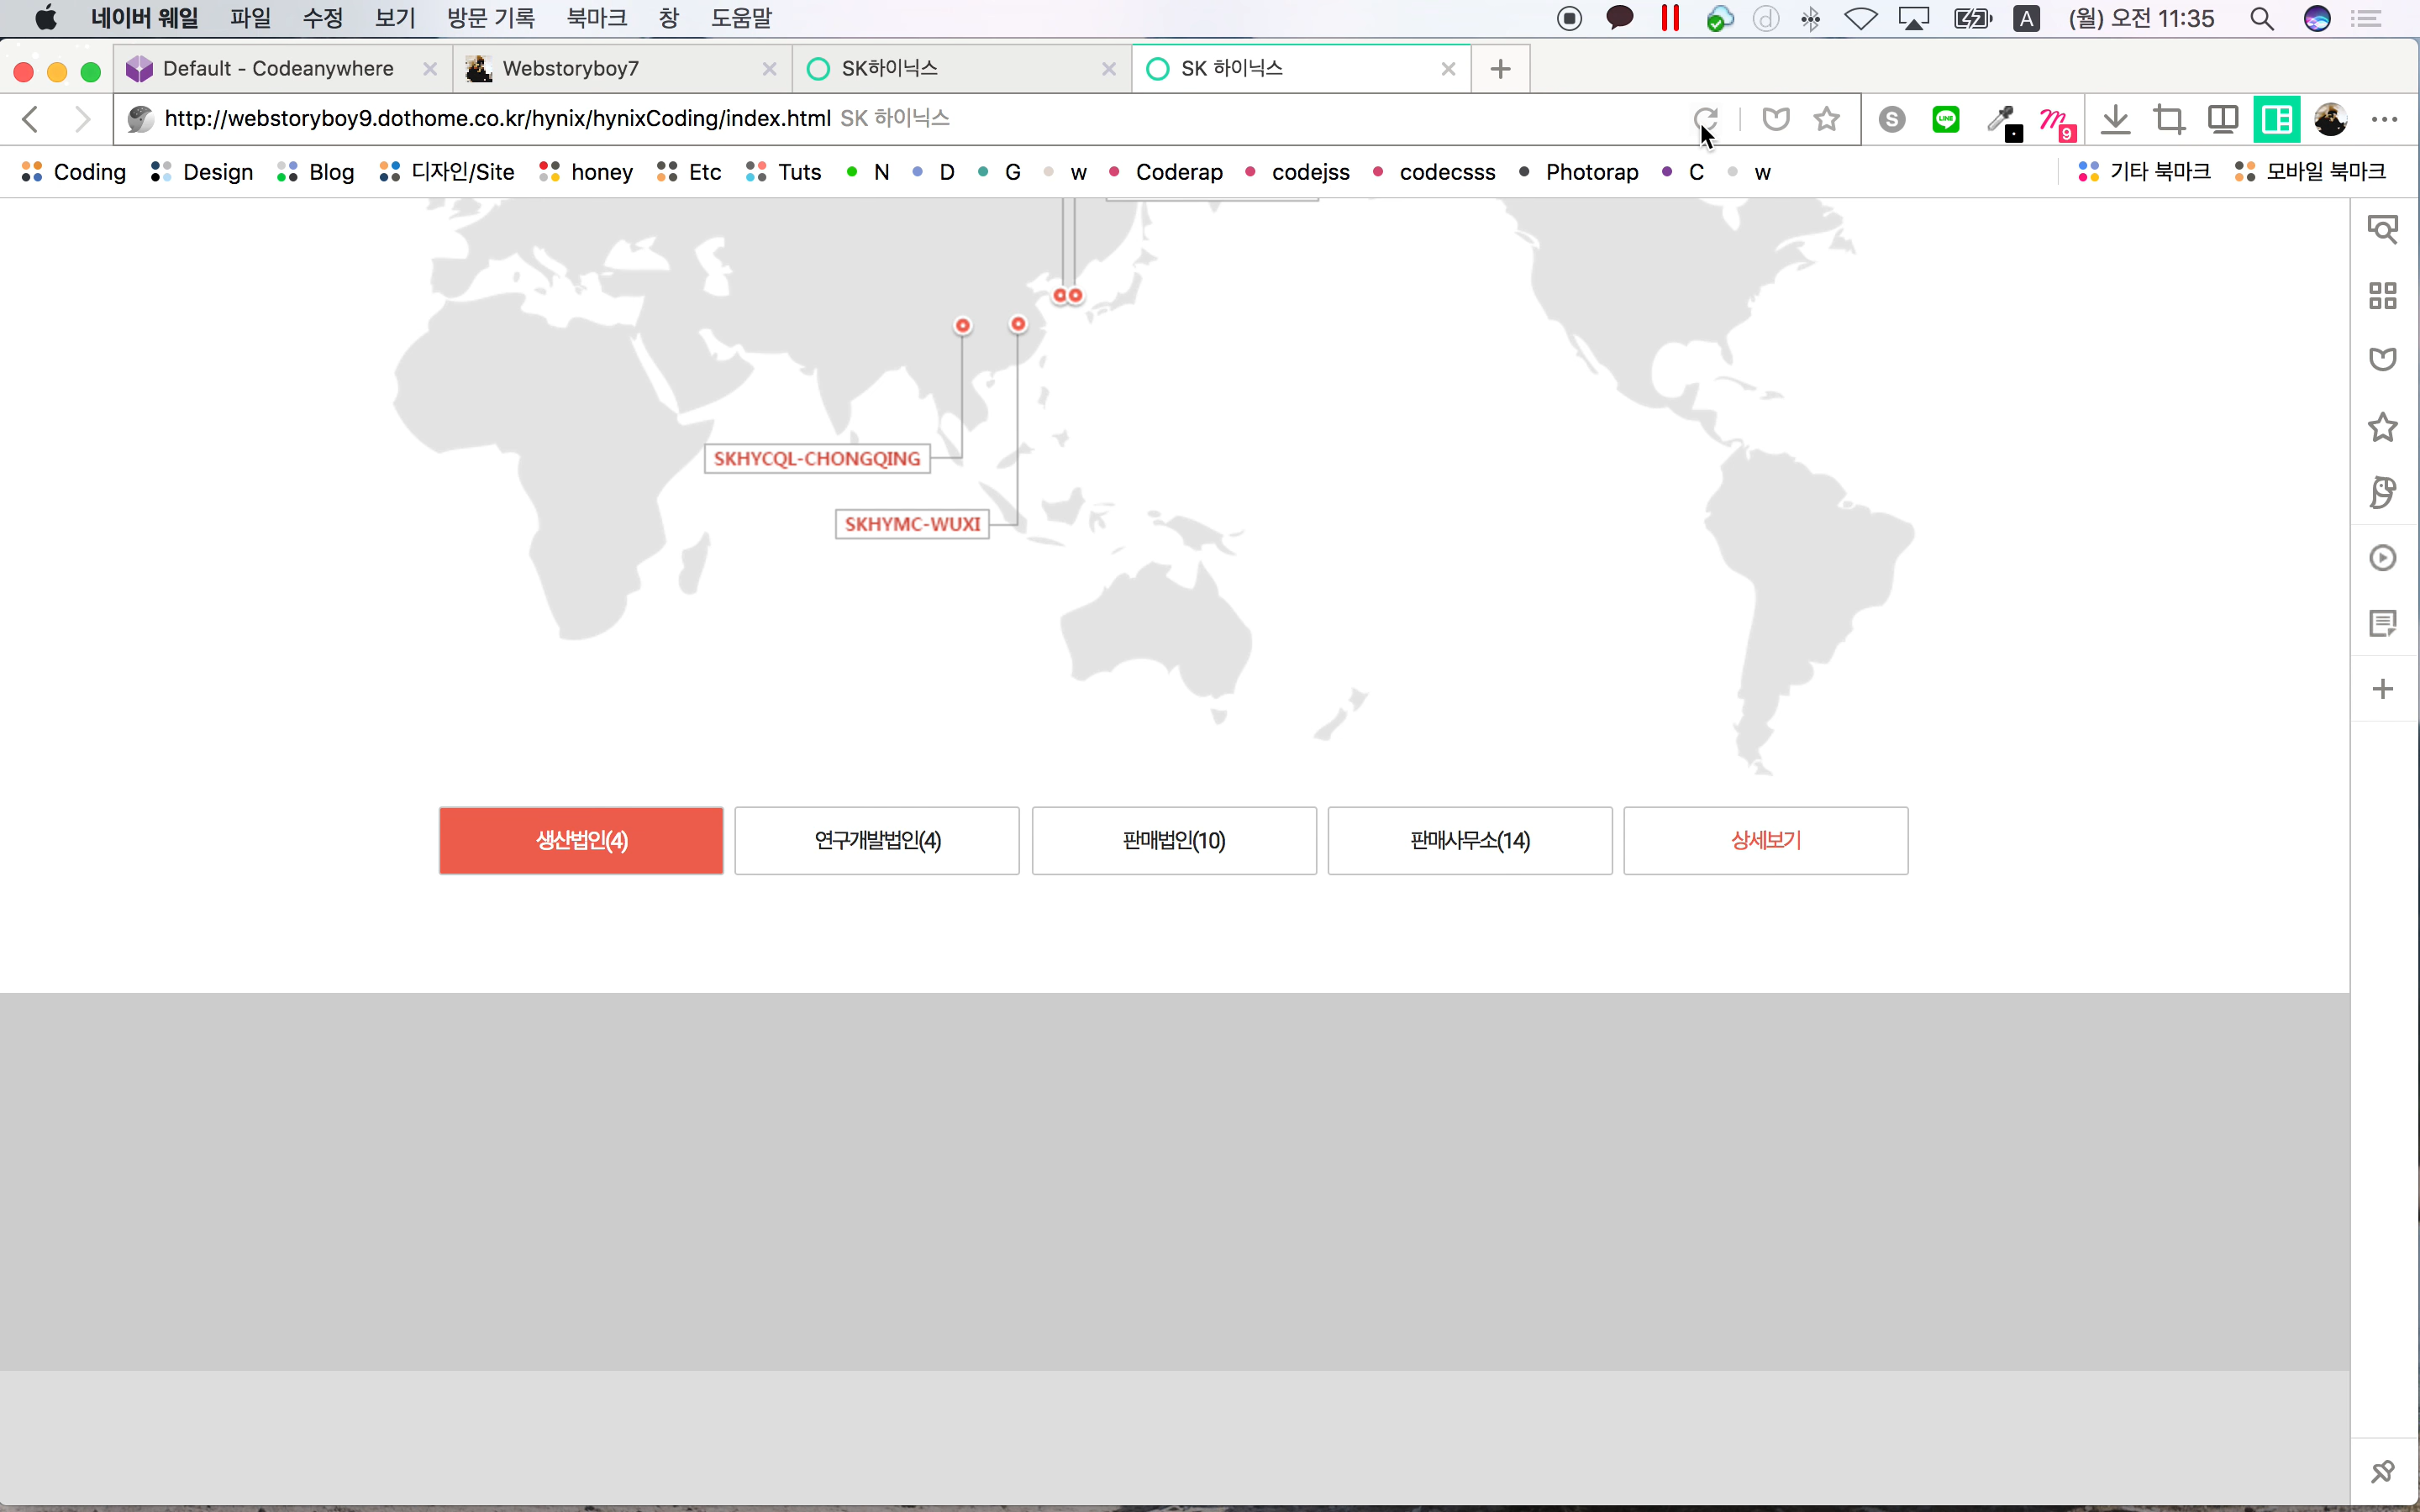 네이버 웨일 파일 수정 보기 방문 기록 북마크 창 도움말 A (월) 오전 11:35
Default - Codeanywhere Webstoryboy7 SK하이닉스 SK 하이닉스
http://webstoryboy9.dothome.co.kr/hynix/hynixCoding/index.html SK 하이닉스 S LINE m 9
Coding Design Blog 디자인/Site honey Etc Tuts N D G w Coderap codejss codecsss Photorap C w 기타 북마크 모바일 북마크
SKHYCQL-CHONGQING
SKHYMC-WUXI
생산법인(4) 연구개발법인(4) 판매법인(10) 판매사무소(14) 상세보기